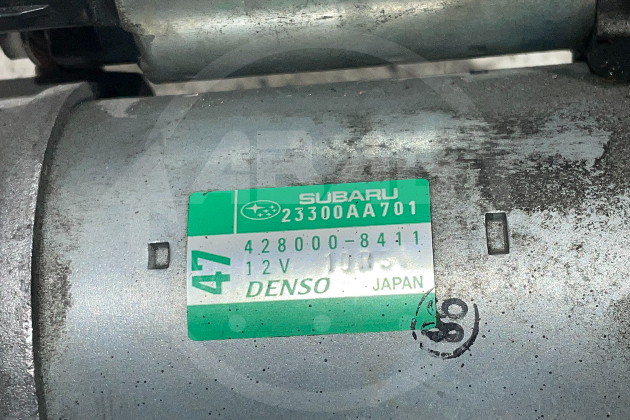 SUBARU
23300AA701
47
428000-8411
12V
DENSO JAPAN